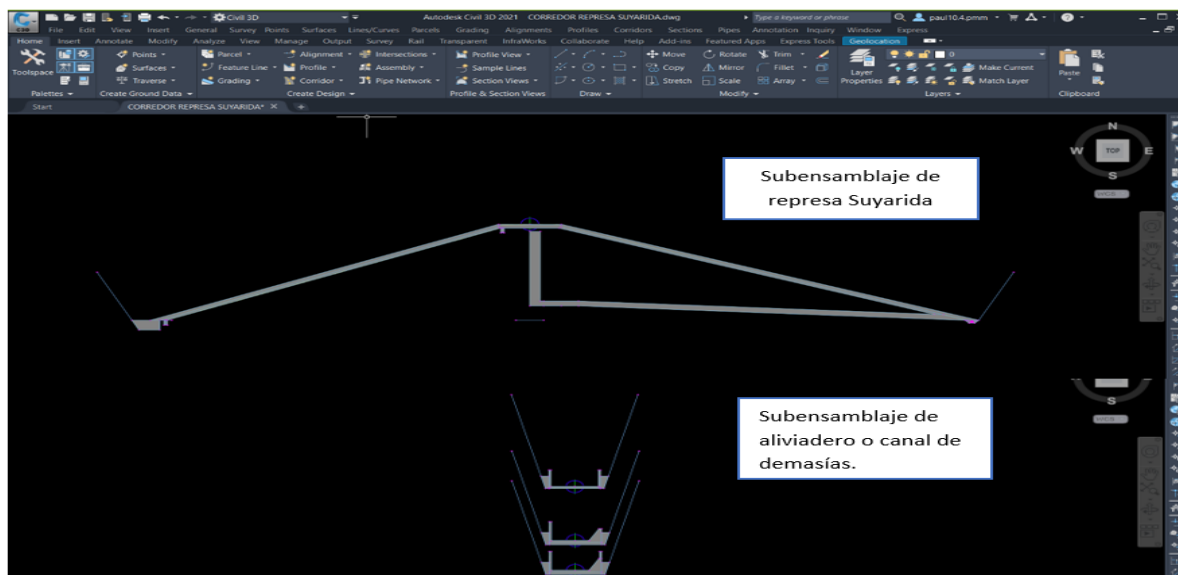 Civil 3D
Autodesk Civil 3D 2021 CORREDOR REPRESA SUYARIDA.dwg
Type a keyword or phrase
paul10.4.pmm
File Edit View Insert General Survey Points Surfaces Lines/Curves Parcels Grading Alignments Profiles Corridors Sections Pipes Annotation Inquiry Window Express
Home Insert Annotate Modify Analyze View Manage Output Survey Rail Transparent InfraWorks Collaborate Help Add-ins Featured Apps Express Tools Geolocation
Points Parcel Alignment Intersections Profile View Move Rotate Trim 0
Surfaces Feature Line Profile Assembly Sample Lines Copy Mirror Fillet Make Current
Toolspace Traverse Grading Corridor Pipe Network Section Views Stretch Scale Array Layer Properties Match Layer Paste
Palettes Create Ground Data Create Design Profile & Section Views Draw Modify Layers Clipboard
Start CORREDOR REPRESA SUYARIDA*
N
W TOP E
S
Subensamblaje de
represa Suyarida
S
Subensamblaje de
aliviadero o canal de
demasías.